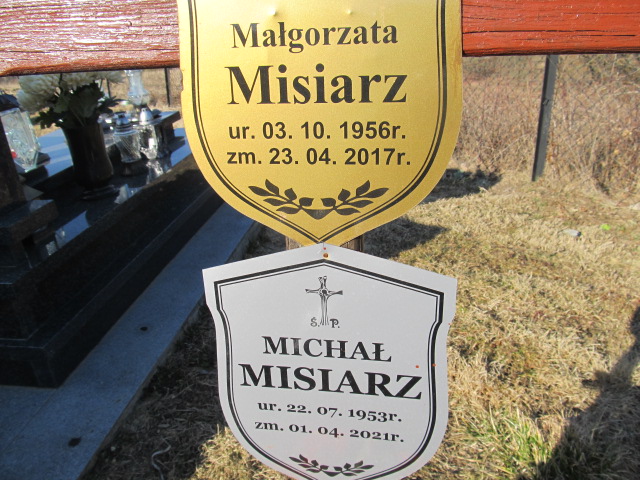 Małgorzata
Misiarz
ur. 03. 10. 1956r.
zm. 23. 04. 2017r.
Ś. P.
MICHAŁ
MISIARZ
ur. 22. 07. 1953r.
zm. 01. 04. 2021r.